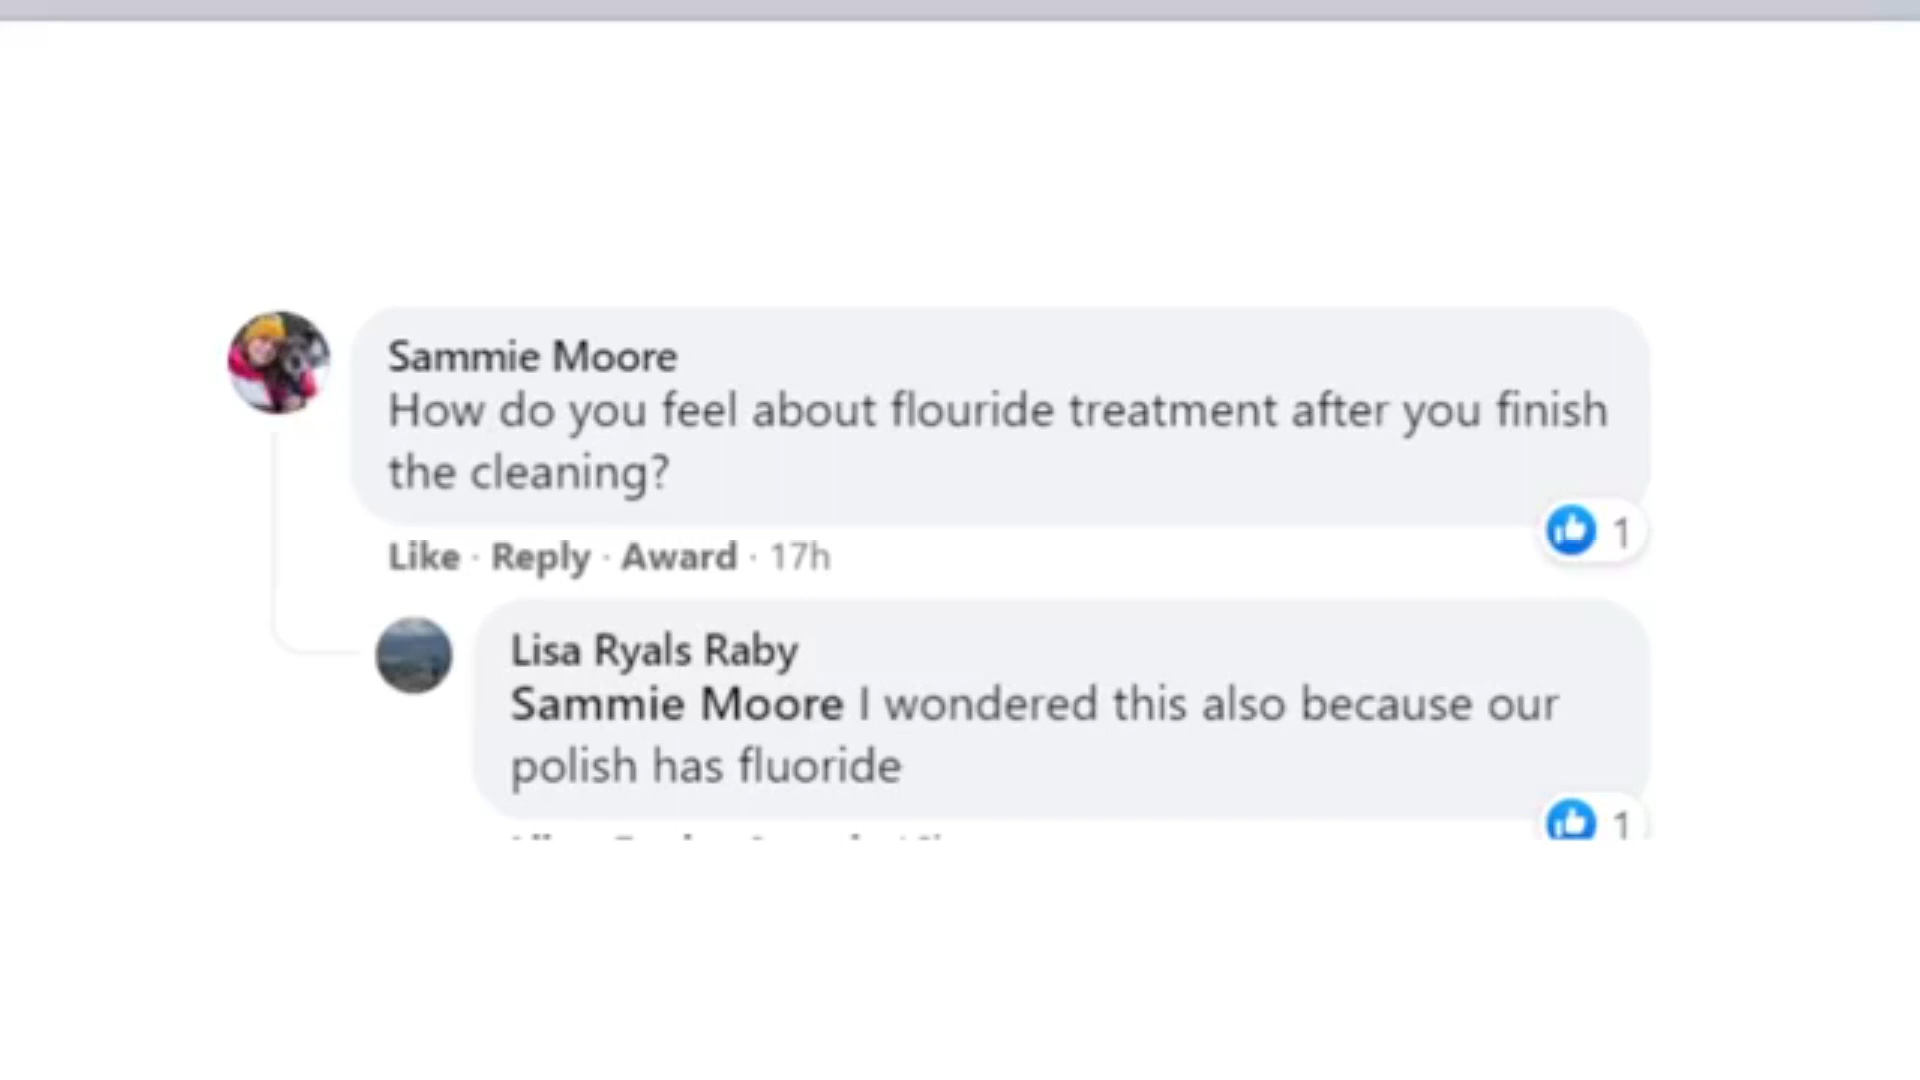 Sammie Moore
How do you feel about flouride treatment after you finish
the cleaning?
1
Like · Reply · Award · 17h
Lisa Ryals Raby
Sammie Moore I wondered this also because our
polish has fluoride
1